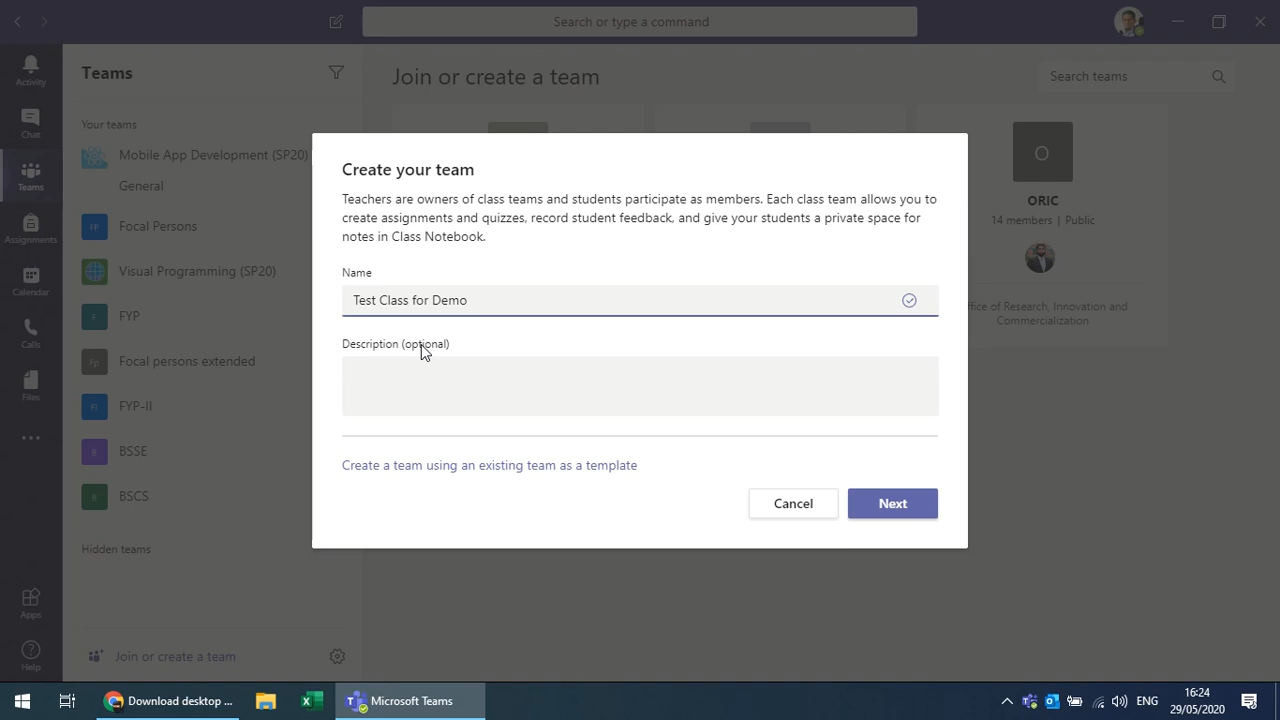 Search or type a command
Activity
Chat
Teams
Assignments
Calendar
Calls
Files
Apps
Help
Teams
Your teams
Mobile App Development (SP20)
General
FP
Focal Persons
Visual Programming (SP20)
F
FYP
Fp
Focal persons extended
FI
FYP-II
B
BSSE
B
BSCS
Hidden teams
Join or create a team
Join or create a team
Search teams
O
ORIC
14 members | Public
ffice of Research, Innovation and
Commercialization
Create your team
Teachers are owners of class teams and students participate as members. Each class team allows you to
create assignments and quizzes, record student feedback, and give your students a private space for
notes in Class Notebook.
Name
Test Class for Demo
Description (optional)
Create a team using an existing team as a template
Cancel
Next
Download desktop ...
Microsoft Teams
ENG
16:24
29/05/2020